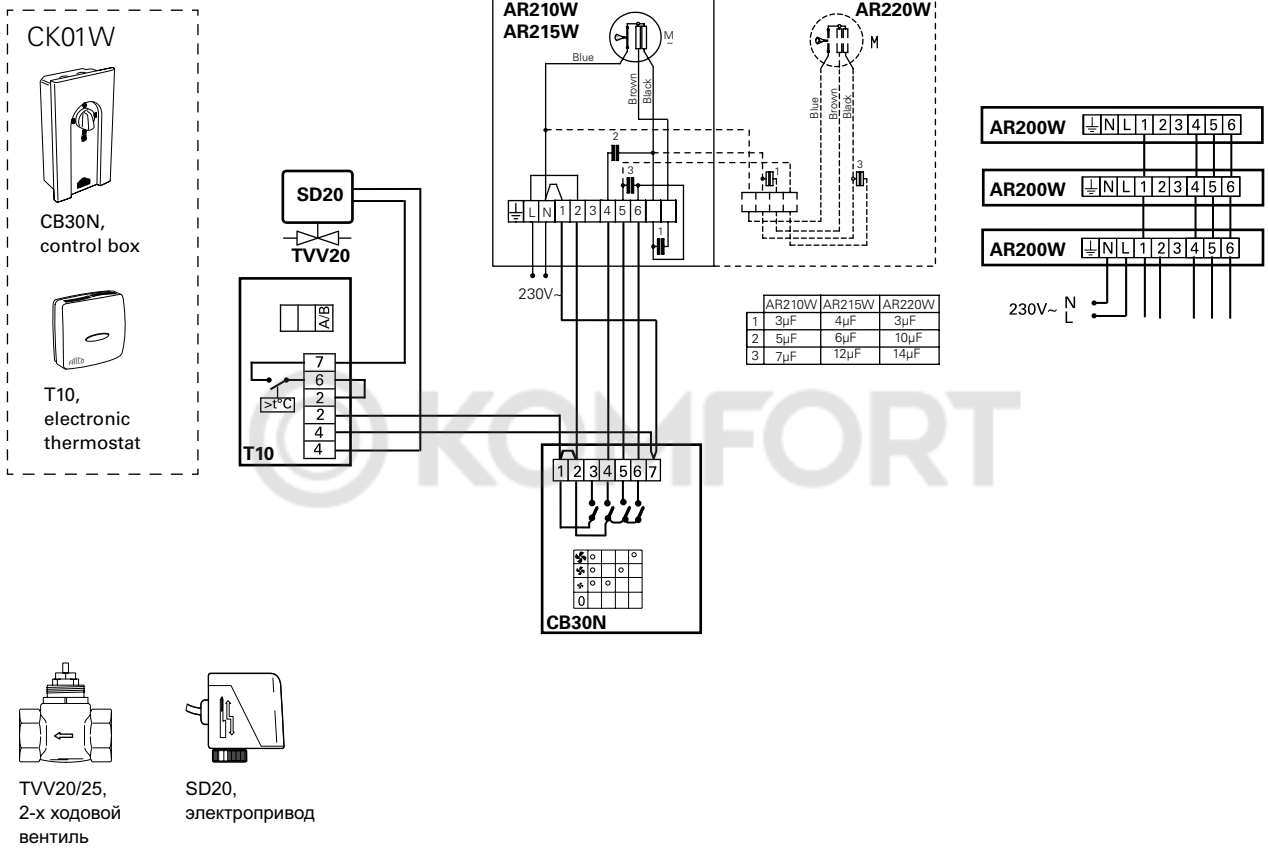 CK01W
CB30N,
control box
FRICO
T10,
electronic
thermostat
SD20
TVV20
A/B
7
6
2
2
4
4
>t°C
T10
AR210W
AR215W
M
~
Blue
Brown
Black
2
3
L N 1 2 3 4 5 6
1
230V~
AR220W
M
Blue
Brown
Black
1
3
AR210W AR215W AR220W
1 3µF 4µF 3µF
2 5µF 6µF 10µF
3 7µF 12µF 14µF
1 2 3 4 5 6 7
0
CB30N
AR200W N L 1 2 3 4 5 6
AR200W N L 1 2 3 4 5 6
AR200W N L 1 2 3 4 5 6
230V~ N
L
KOMFORT
TVV20/25,
2-х ходовой
вентиль
SD20,
электропривод